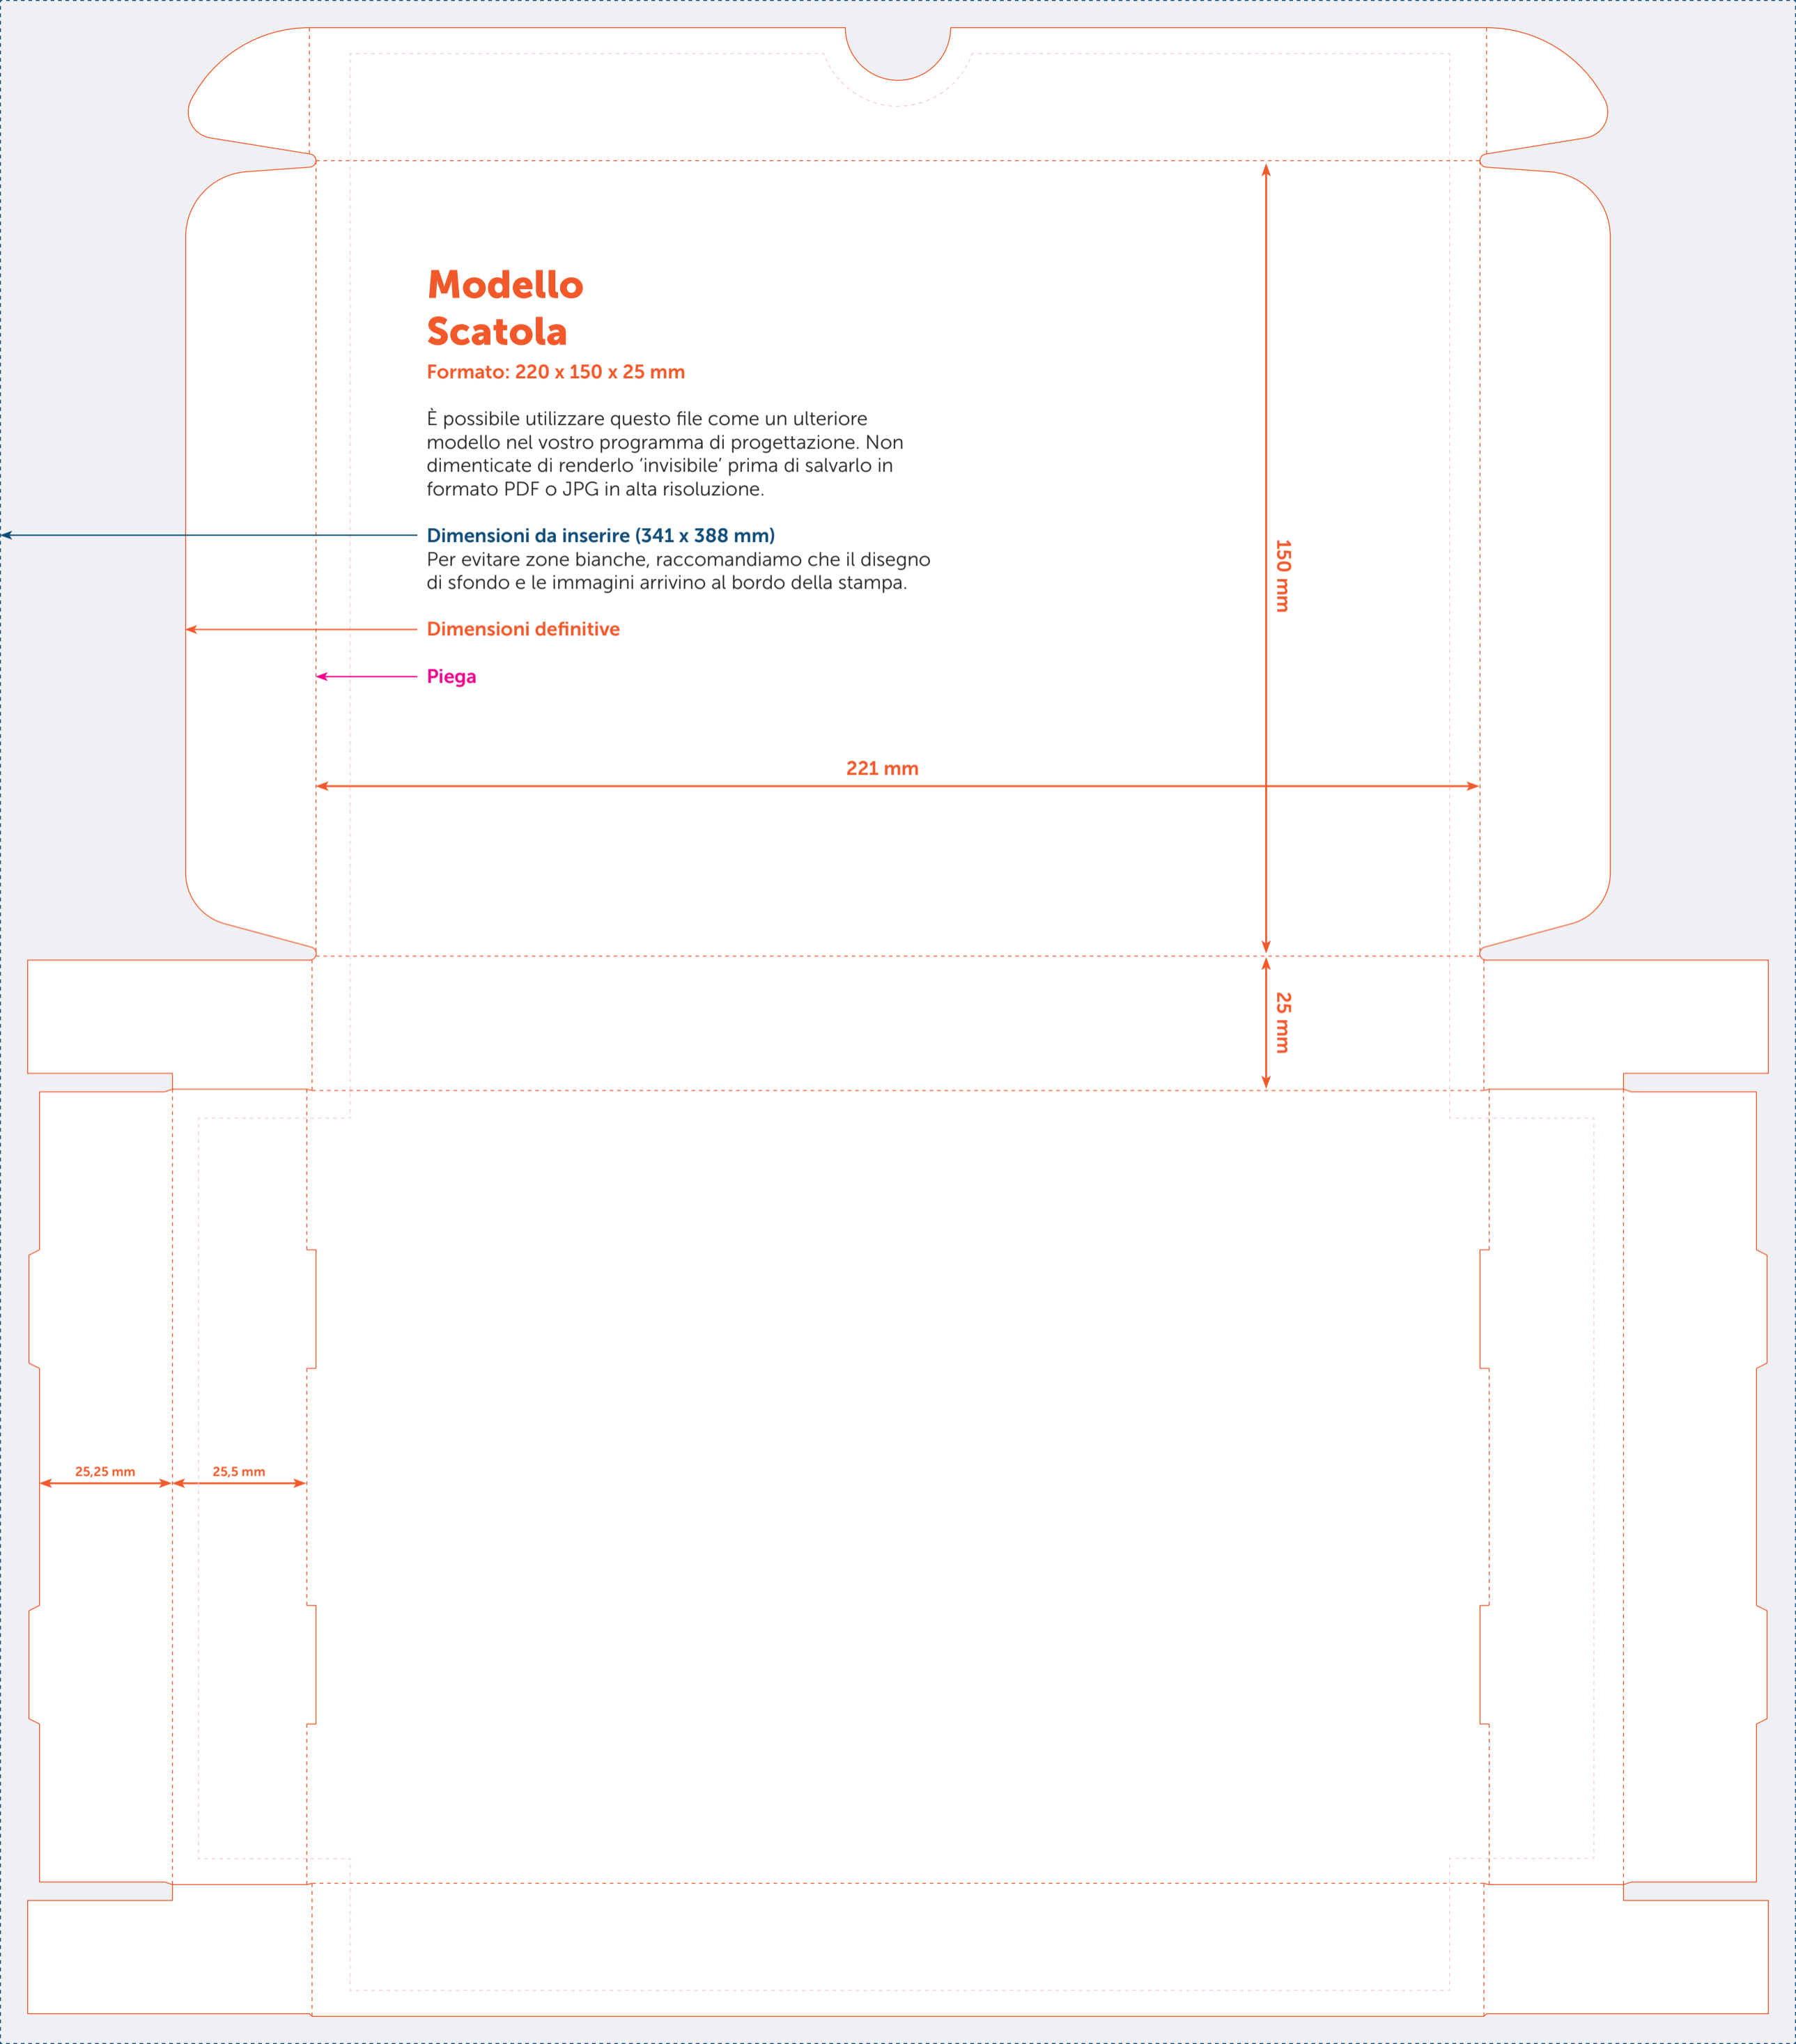 Modello
Scatola
Formato: 220 x 150 x 25 mm
È possibile utilizzare questo file come un ulteriore
modello nel vostro programma di progettazione. Non
dimenticate di renderlo ‘invisibile’ prima di salvarlo in
formato PDF o JPG in alta risoluzione.
Dimensioni da inserire (341 x 388 mm)
Per evitare zone bianche, raccomandiamo che il disegno
di sfondo e le immagini arrivino al bordo della stampa.
Dimensioni definitive
Piega
150 mm
221 mm
25 mm
25,25 mm
25,5 mm